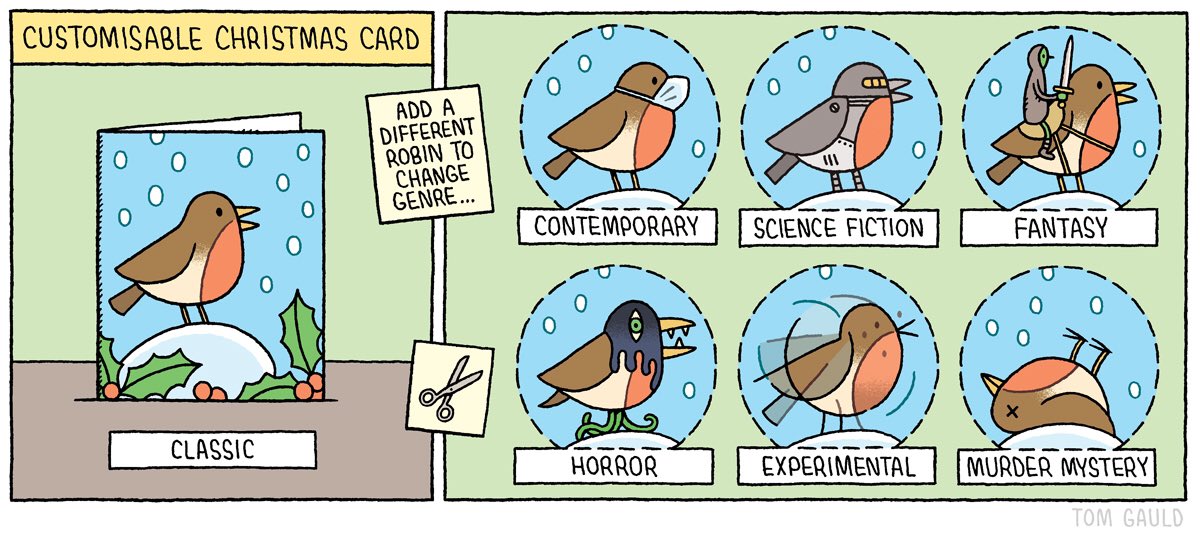 CUSTOMISABLE CHRISTMAS CARD
CLASSIC
ADD A
DIFFERENT
ROBIN TO
CHANGE
GENRE...
CONTEMPORARY
SCIENCE FICTION
FANTASY
HORROR
EXPERIMENTAL
MURDER MYSTERY
TOM GAULD